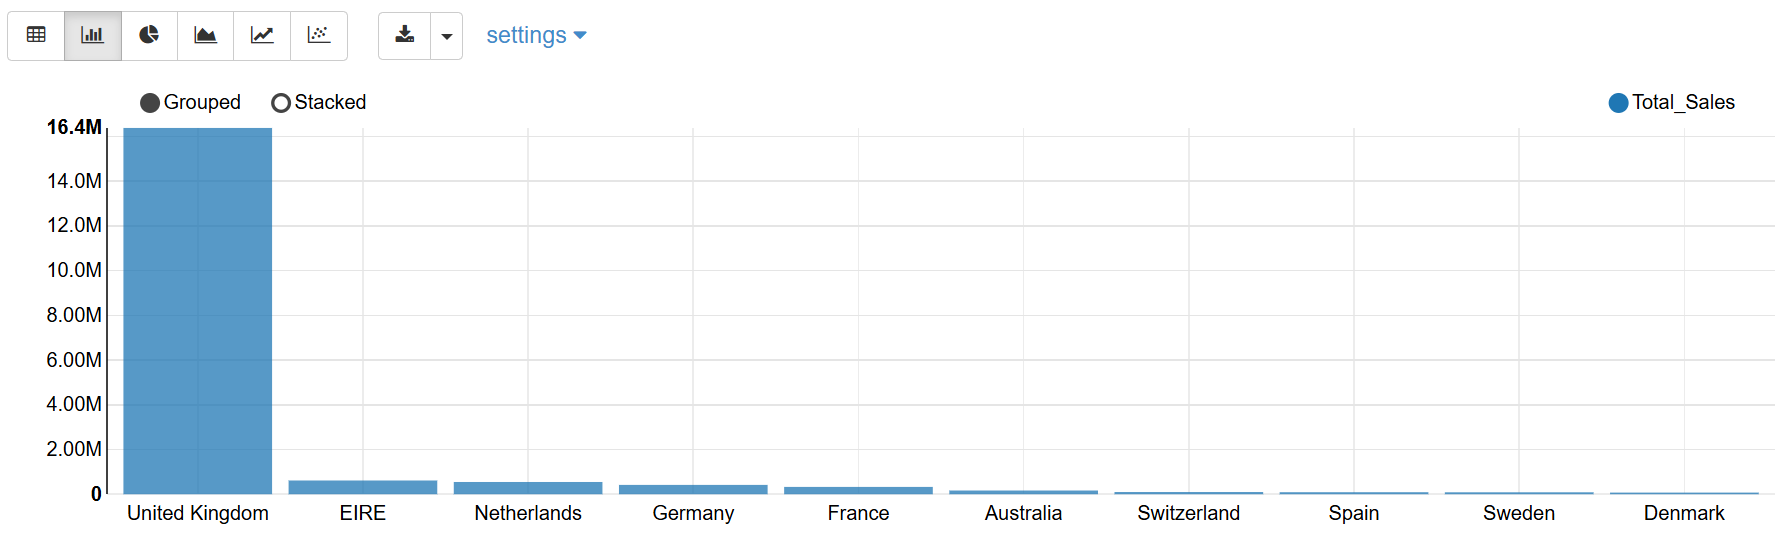 settings
Grouped Stacked Total_Sales
16.4M
14.0M
12.0M
10.0M
8.00M
6.00M
4.00M
2.00M
0
United Kingdom EIRE Netherlands Germany France Australia Switzerland Spain Sweden Denmark